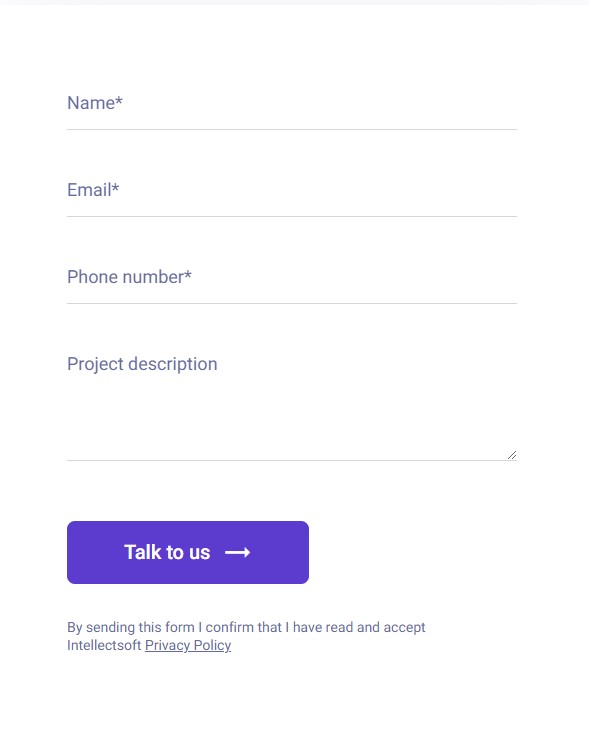 Name*
Email*
Phone number*
Project description
Talk to us
By sending this form I confirm that I have read and accept
Intellectsoft Privacy Policy